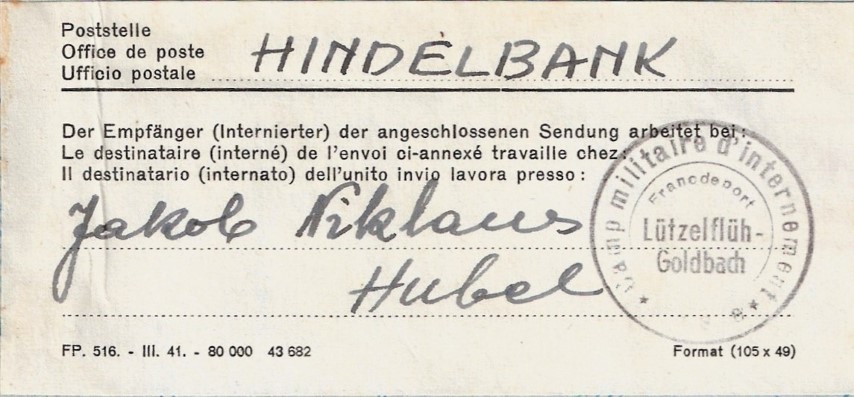 Poststelle
Office de poste
Ufficio postale HINDELBANK
Der Empfänger (Internierter) der angeschlossenen Sendung arbeitet bei:
Le destinataire (interné) de l'envoi ci-annexé travaille chez:
Il destinatario (internato) dell'unito invio lavora presso:
Jakob Niklaus
Hubel
Camp militaire d'internement
Francdeport
Lützelflüh-
Goldbach
FP. 516. - III. 41. - 80 000 43 682
Format (105 x 49)